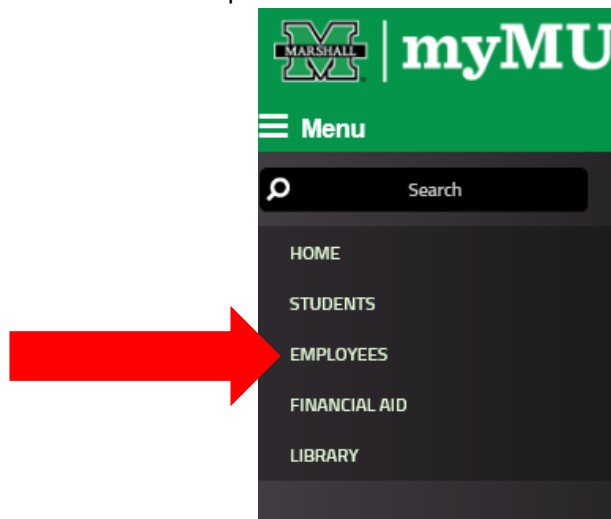 MARSHALL
myMU
Menu
Search
HOME
STUDENTS
EMPLOYEES
FINANCIAL AID
LIBRARY